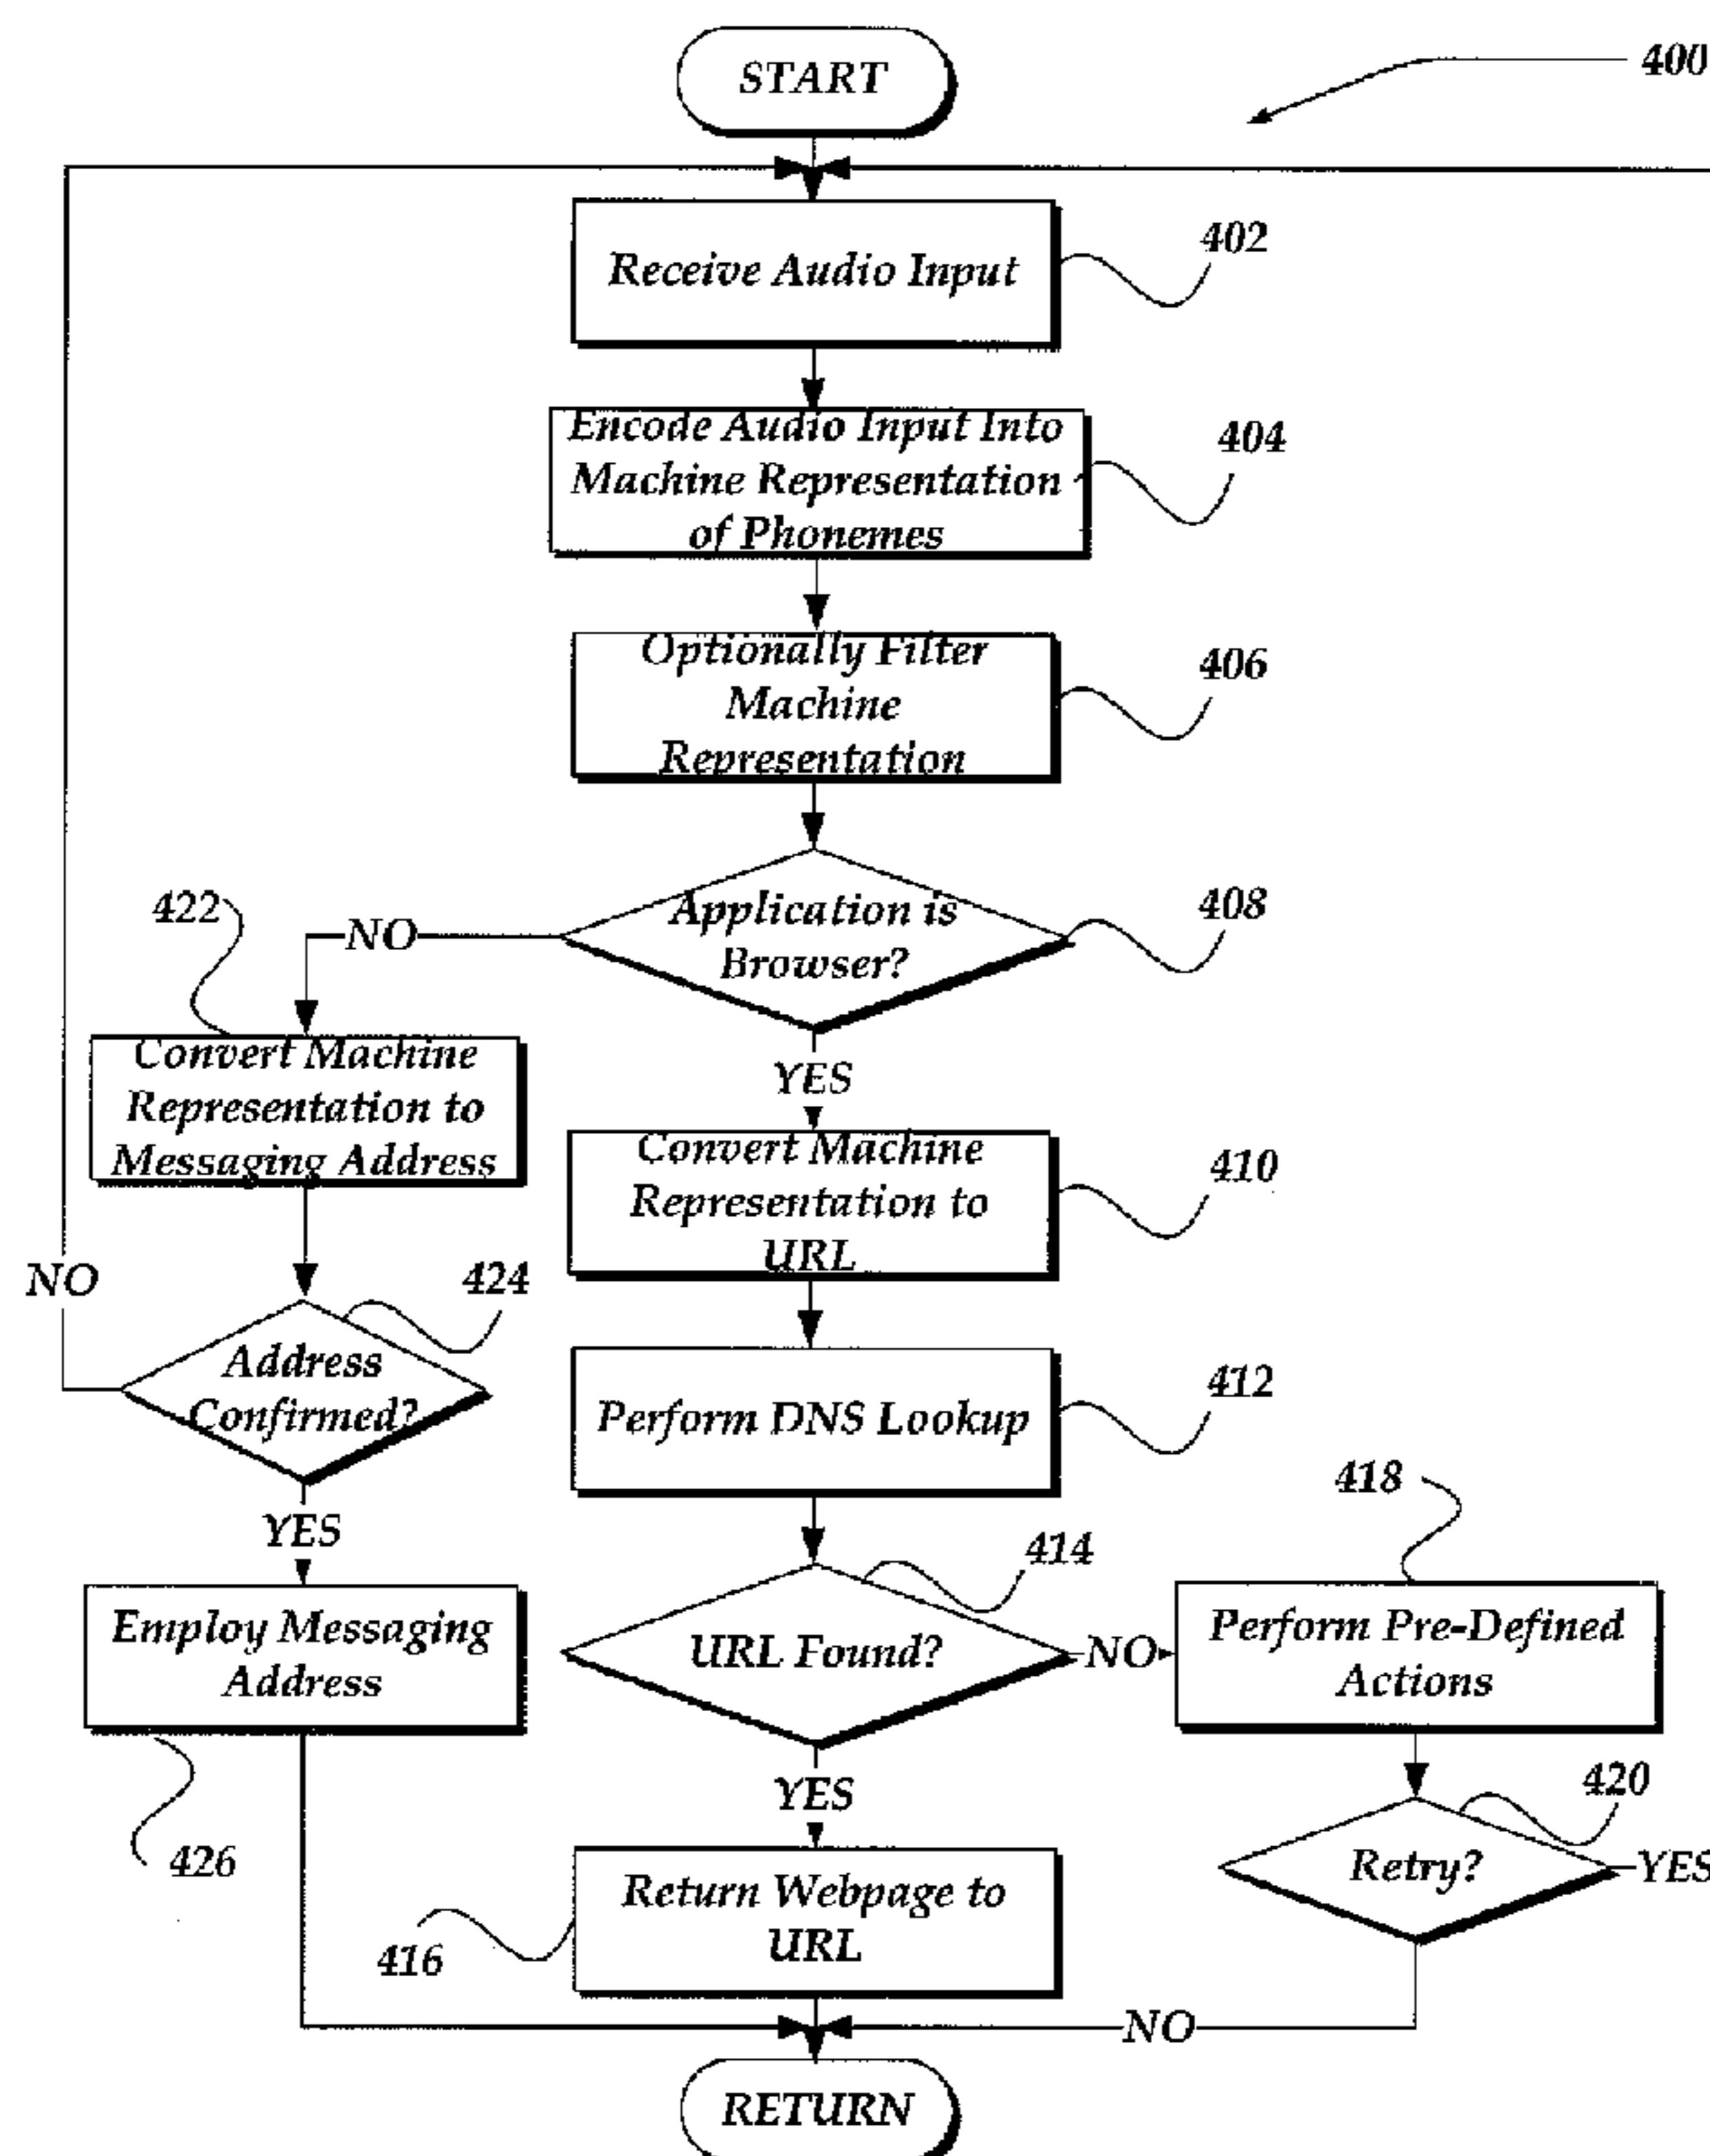 START
400
Receive Audio Input
402
Encode Audio Input Into
Machine Representation
of Phonemes
404
Optionally Filter
Machine
Representation
406
Application is
Browser?
408
NO
422
YES
Convert Machine
Representation to
Messaging Address
Convert Machine
Representation to
URL
410
NO
424
Address
Confirmed?
Perform DNS Lookup
412
YES
418
414
Employ Messaging
Address
URL Found?
NO
Perform Pre-Defined
Actions
YES
420
426
Retry?
YES
Return Webpage to
URL
416
NO
RETURN